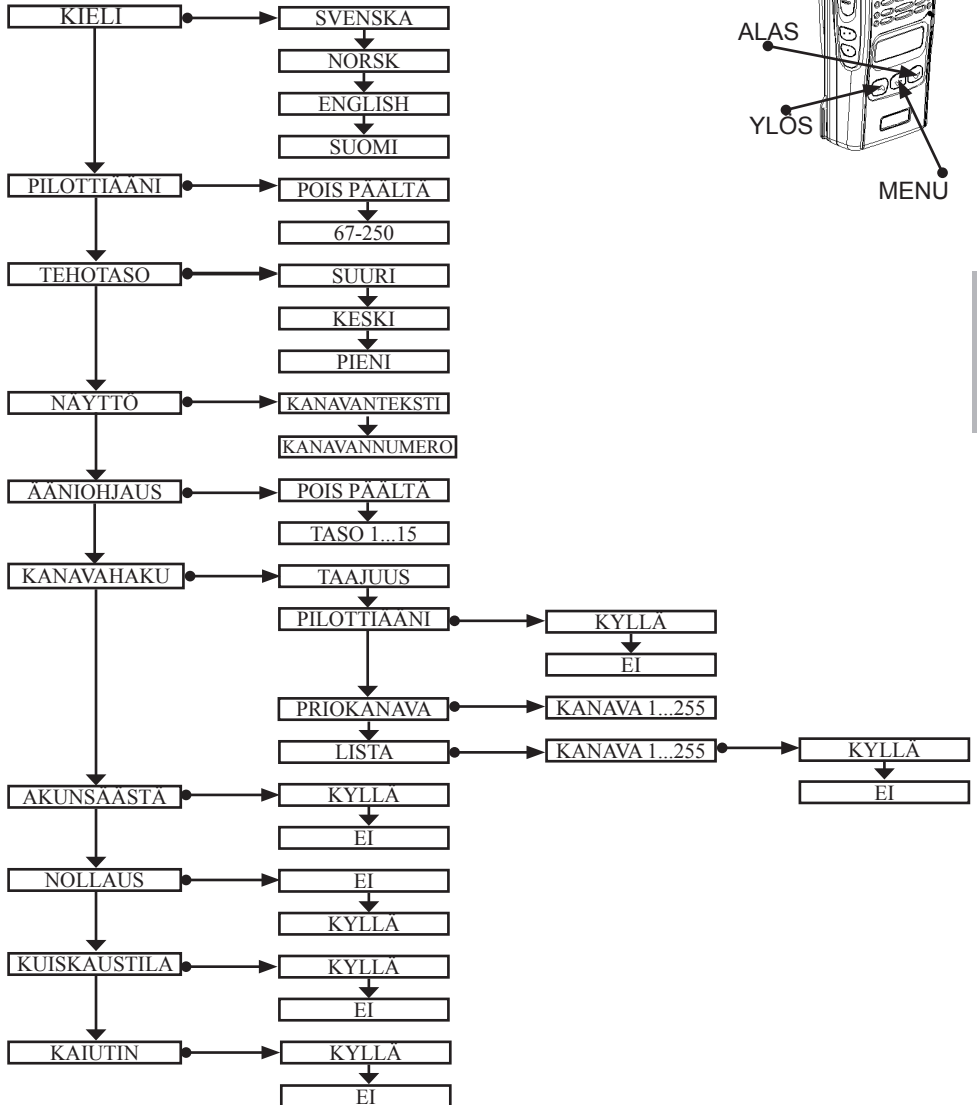 KIELI
SVENSKA
NORSK
ENGLISH
SUOMI
PILOTTIÄÄNI
POIS PÄÄLTÄ
67-250
TEHOTASO
SUURI
KESKI
PIENI
NÄYTTÖ
KANAVANTEKSTI
KANAVANNUMERO
ÄÄNIOHJAUS
POIS PÄÄLTÄ
TASO 1...15
KANAVAHAKU
TAAJUUS
PILOTTIÄÄNI
KYLLÄ
EI
PRIOKANAVA
KANAVA 1...255
LISTA
KANAVA 1...255
KYLLÄ
EI
AKUNSÄÄSTÄ
KYLLÄ
EI
NOLLAUS
EI
KYLLÄ
KUISKAUSTILA
KYLLÄ
EI
KAIUTIN
KYLLÄ
EI
ALAS
YLÖS
MENU